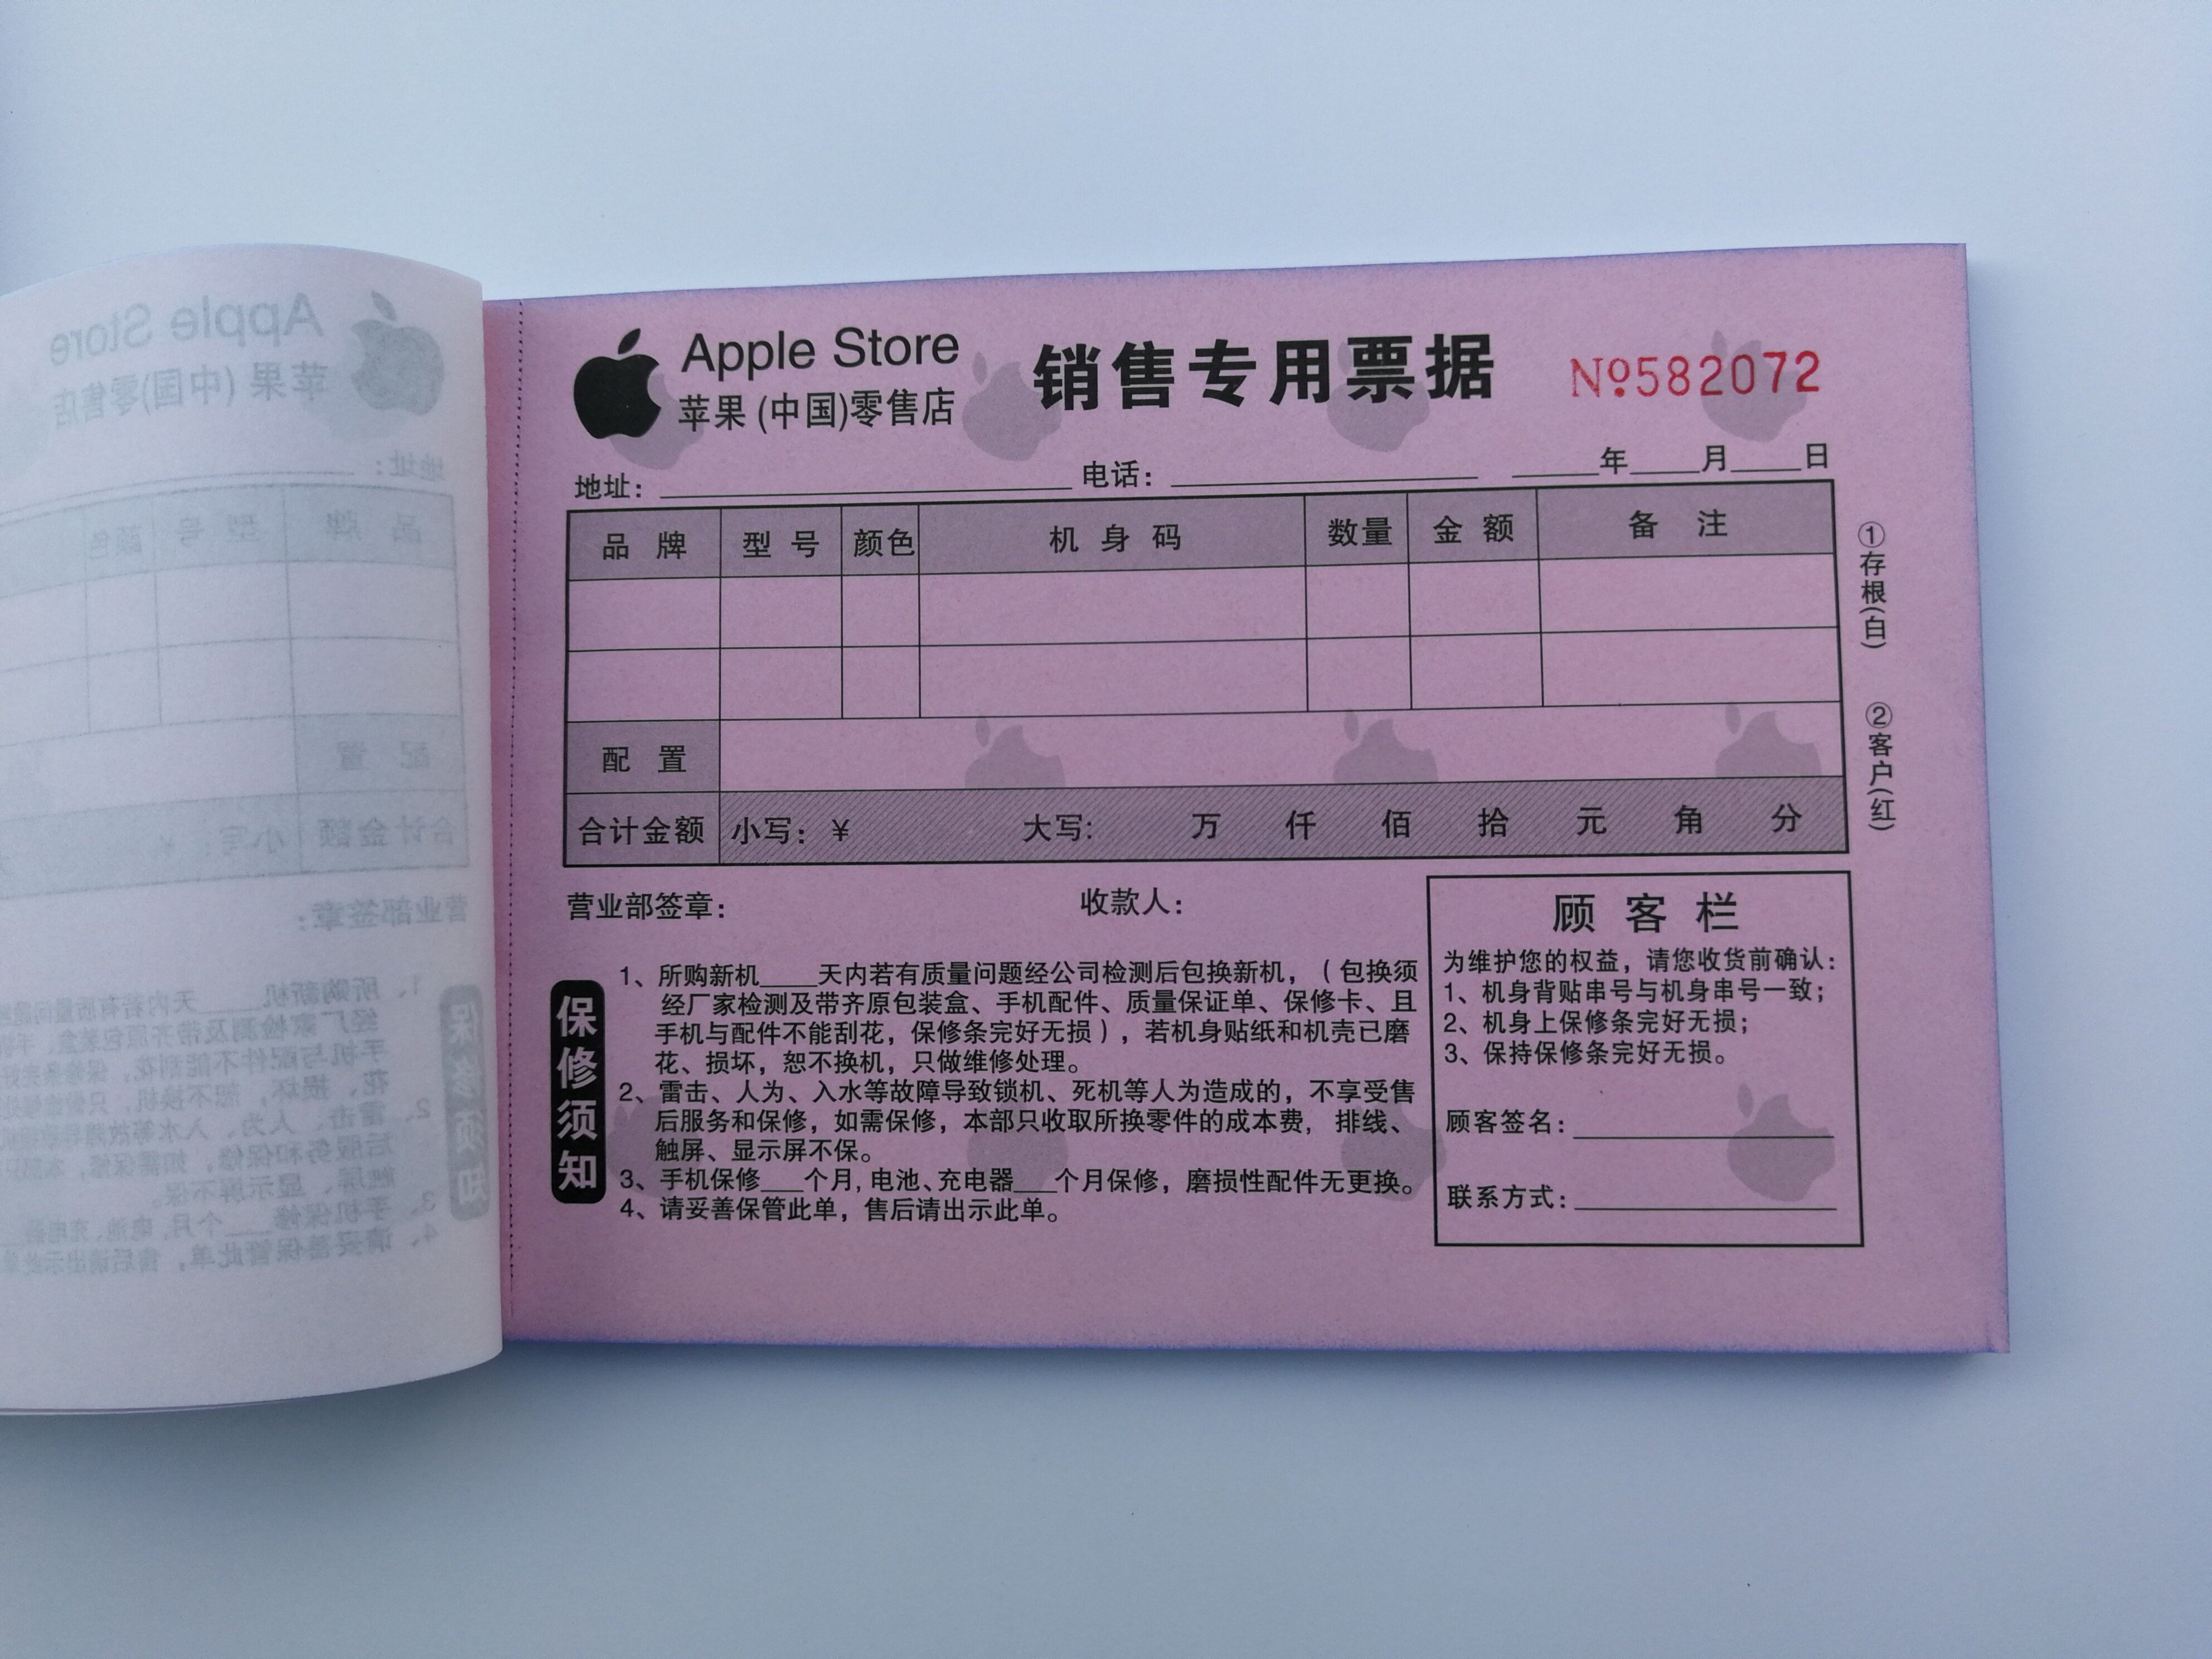 Apple Store
苹果 (中国)零售店
销售专用票据
№582072
地址：
电话：
年 月 日
品 牌 型 号 颜色 机 身 码 数量 金 额 备 注
配 置
合计金额 小写：¥ 大写: 万 仟 佰 拾 元 角 分
①存根(白)
②客户(红)
营业部签章：
收款人：
保修须知
1、所购新机____天内若有质量问题经公司检测后包换新机，（包换须
经厂家检测及带齐原包装盒、手机配件、质量保证单、保修卡、且
手机与配件不能刮花，保修条完好无损），若机身贴纸和机壳已磨
花、损坏，恕不换机，只做维修处理。
2、雷击、人为、入水等故障导致锁机、死机等人为造成的，不享受售
后服务和保修，如需保修，本部只收取所换零件的成本费，排线、
触屏、显示屏不保。
3、手机保修___个月, 电池、充电器___个月保修，磨损性配件无更换。
4、请妥善保管此单，售后请出示此单。
顾 客 栏
为维护您的权益，请您收货前确认：
1、机身背贴串号与机身串号一致；
2、机身上保修条完好无损；
3、保持保修条完好无损。
顾客签名：
联系方式：